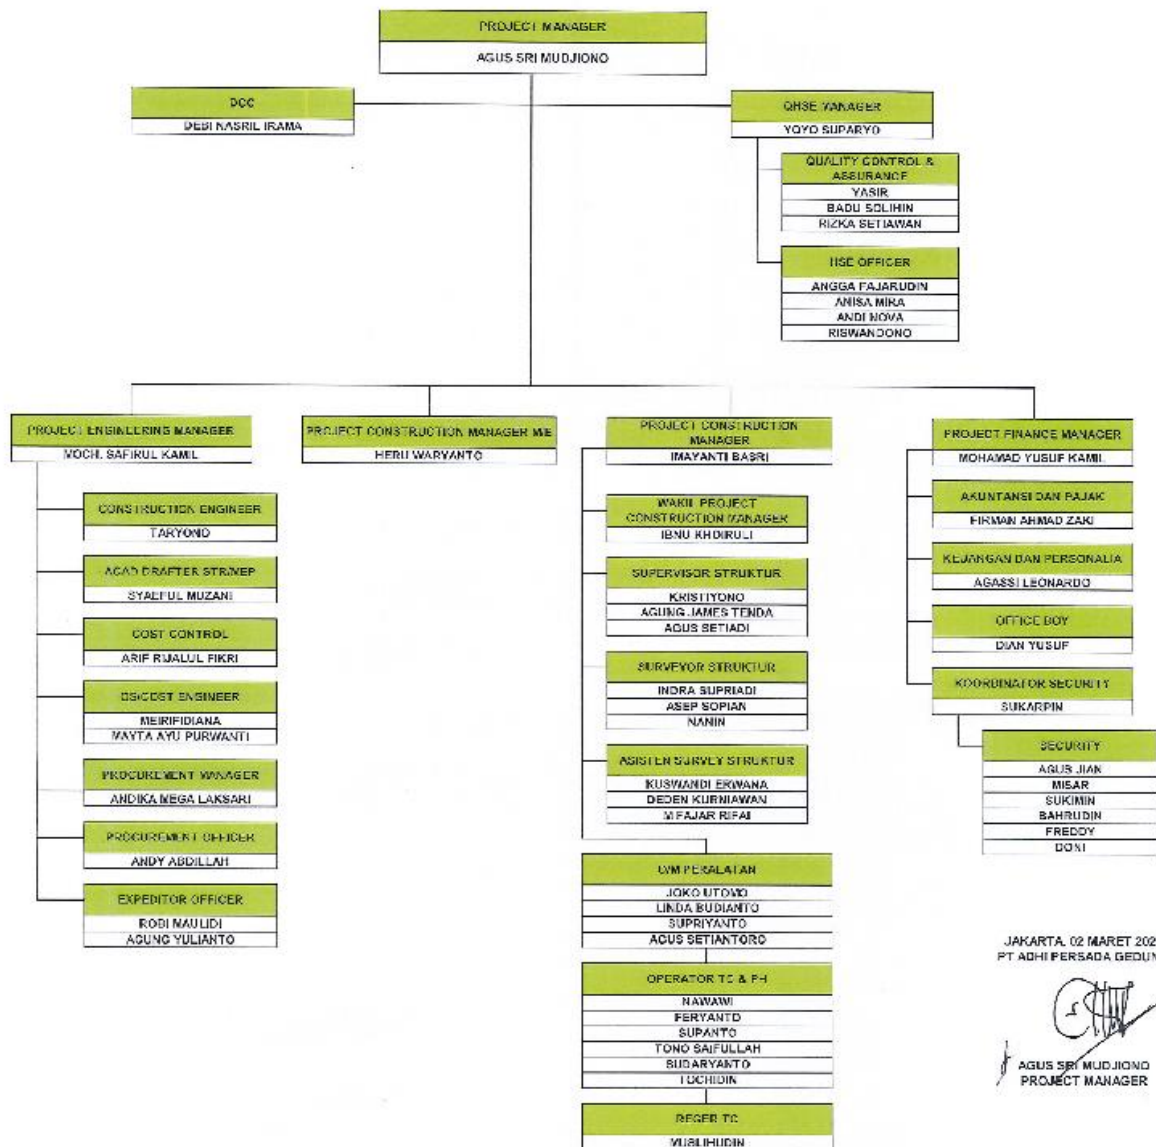 PROJECT MANAGER
AGUS SRI MUDJIONO
DCC
DEBI NASRIL IRAMA
QHSE MANAGER
YOYO SUPARYO
QUALITY CONTROL &
ASSURANCE
YASIR
BADU SOLIHIN
RIZKA SETIAWAN
HSE OFFICER
ANGGA FAJARUDIN
ANISA MIRA
ANDI NOVA
RISWANDONO
PROJECT ENGINEERING MANAGER
MOCH. SAFIRUL KAMIL
CONSTRUCTION ENGINEER
TARYONO
ACAD DRAFTER STR/MEP
SYAEFUL MUZANI
COST CONTROL
ARIF RIJALUL FIKRI
QS/COST ENGINEER
MEIRIFIDIANA
MAYTA AYU PURWANTI
PROCUREMENT MANAGER
ANDIKA MEGA LAKSARI
PROCUREMENT OFFICER
ANDY ABDILLAH
EXPEDITOR OFFICER
ROBI MAULIDI
AGUNG YULIANTO
PROJECT CONSTRUCTION MANAGER M/E
HERU WARYANTO
PROJECT CONSTRUCTION
MANAGER
IMAYANTI BASRI
WAKIL PROJECT
CONSTRUCTION MANAGER
IBNU KHOIRULI
SUPERVISOR STRUKTUR
KRISTIYONO
AGUNG JAMES TENDA
AGUS SETIADI
SURVEYOR STRUKTUR
INDRA SUPRIADI
ASEP SOPIAN
NANIN
ASISTEN SURVEY STRUKTUR
KUSWANDI ERWANA
DEDEN KURNIAWAN
M FAJAR RIFAI
PERALATAN
JOKO UTOMO
LINDA BUDIANTO
SUPRIYANTO
AGUS SETIANTORO
OPERATOR TC & PH
NAWAWI
FERYANTO
SUPANTO
TONO SAIFULLAH
SUDARYANTO
TOCHIDIN
REGER TC
MUSLIHUDIN
PROJECT FINANCE MANAGER
MOHAMAD YUSUF KAMIL
AKUNTANSI DAN PAJAK
FIRMAN AHMAD ZAKI
KEUANGAN DAN PERSONALIA
AGASSI LEONARDO
OFFICE BOY
DIAN YUSUF
KOORDINATOR SECURITY
SUKARPIN
SECURITY
AGUS JIAN
MISAR
SUKIMIN
BAHRUDIN
FREDDY
DONI
JAKARTA, 02 MARET 202
PT ADHI PERSADA GEDUN
AGUS SRI MUDJIONO
PROJECT MANAGER